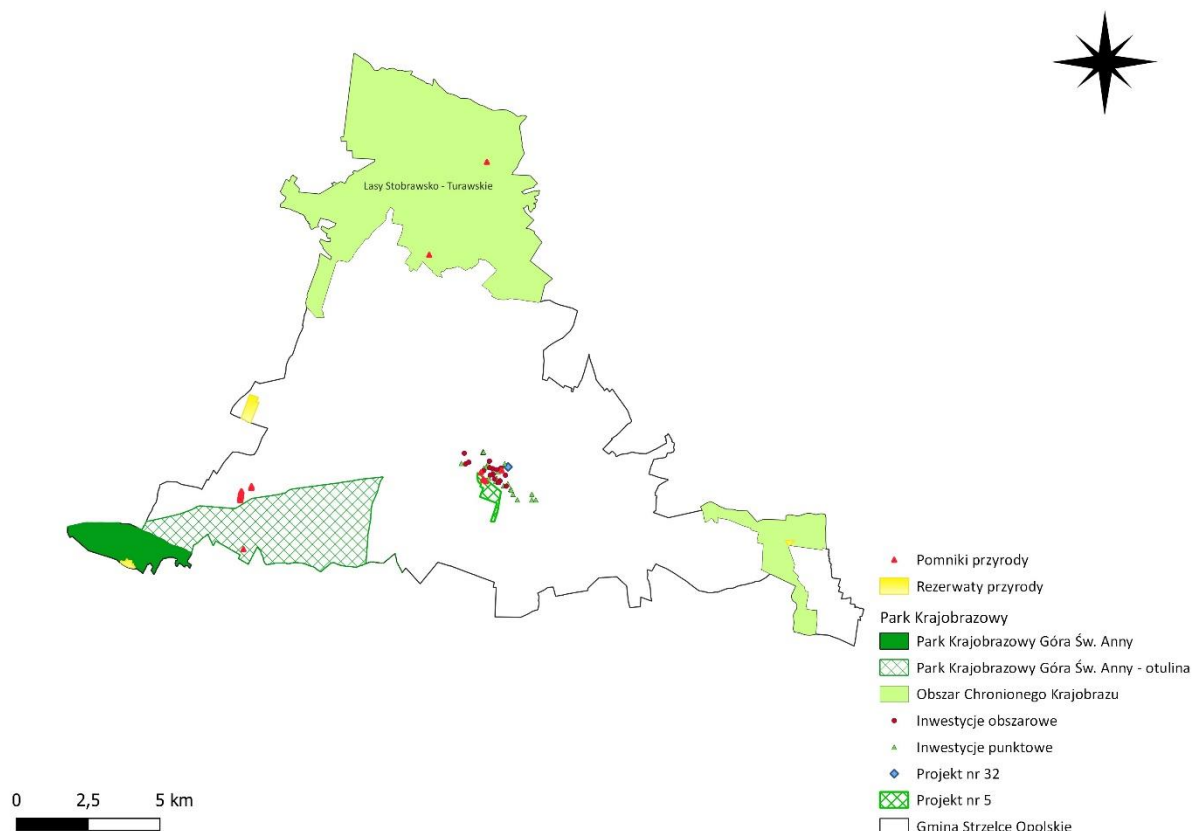 Lasy Stobrawsko - Turawskie
Pomniki przyrody
Rezerwaty przyrody
Park Krajobrazowy
Park Krajobrazowy Góra Św. Anny
Park Krajobrazowy Góra Św. Anny - otulina
Obszar Chronionego Krajobrazu
Inwestycje obszarowe
Inwestycje punktowe
Projekt nr 32
Projekt nr 5
Gmina Strzelce Opolskie
0 2,5 5 km